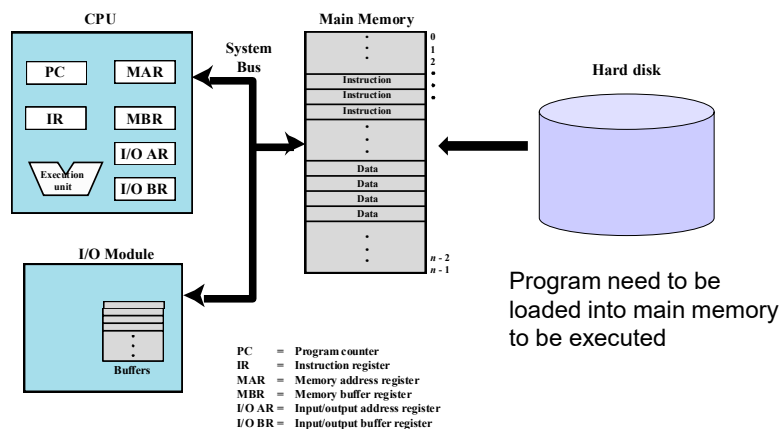 CPU
PC
MAR
IR
MBR
I/O AR
Execution
unit
I/O BR
System
Bus
Main Memory
0
1
2
Instruction
Instruction
Instruction
Data
Data
Data
Data
n - 2
n - 1
Hard disk
Program need to be
loaded into main memory
to be executed
I/O Module
Buffers
PC = Program counter
IR = Instruction register
MAR = Memory address register
MBR = Memory buffer register
I/O AR = Input/output address register
I/O BR = Input/output buffer register